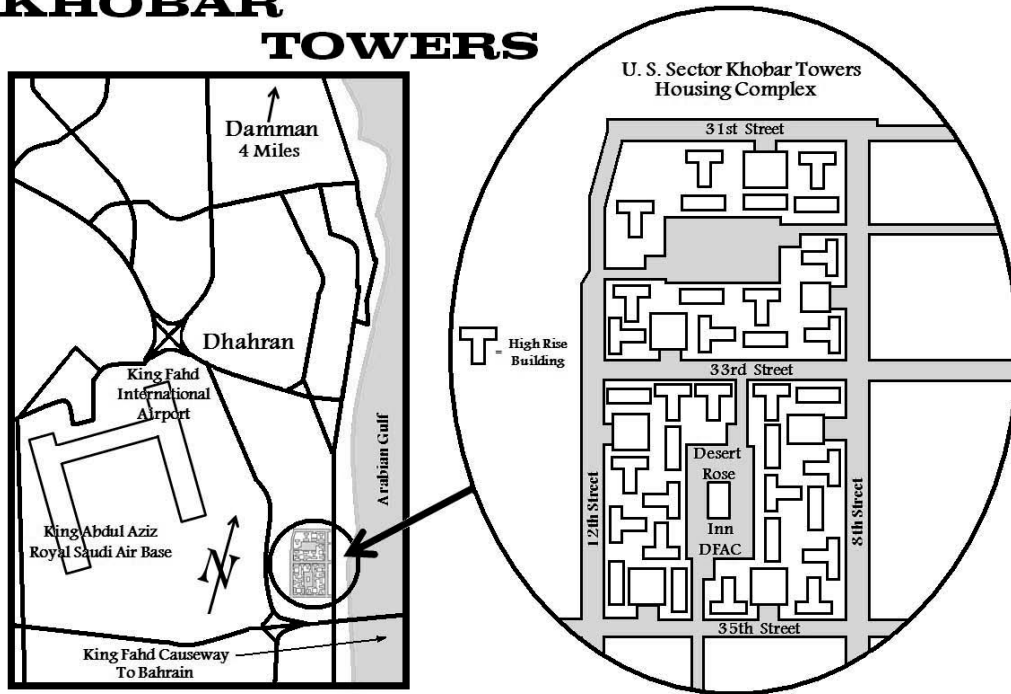 KHOBAR
TOWERS
Damman
4 Miles
Dhahran
King Fahd
International
Airport
King Abdul Aziz
Royal Saudi Air Base
N
Arabian Gulf
King Fahd Causeway
To Bahrain
U. S. Sector Khobar Towers
Housing Complex
31st Street
= High Rise
Building
33rd Street
Desert
Rose
Inn
DFAC
12th Street
8th Street
35th Street